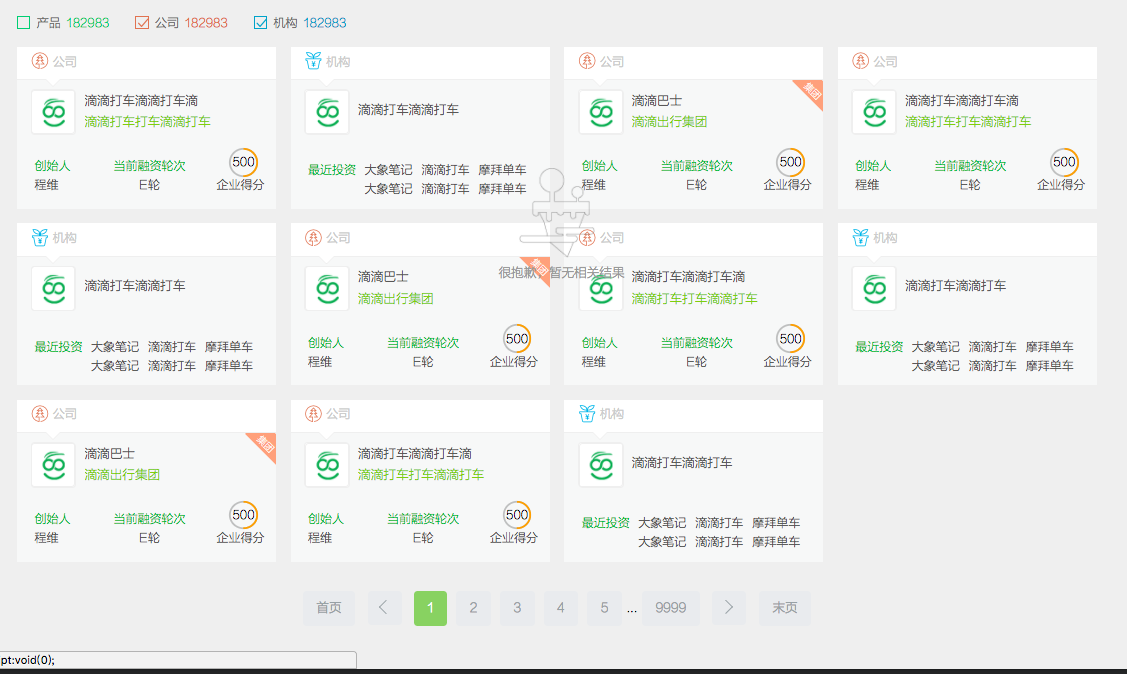 产品 182983 公司 182983 机构 182983
公司
滴滴打车滴滴打车滴
滴滴打车打车滴滴打车
创始人 当前融资轮次 500
程维 E轮 企业得分
机构
滴滴打车滴滴打车
最近投资 大象笔记 滴滴打车 摩拜单车
大象笔记 滴滴打车 摩拜单车
公司
集团
滴滴巴士
滴滴出行集团
创始人 当前融资轮次 500
程维 E轮 企业得分
公司
滴滴打车滴滴打车滴
滴滴打车打车滴滴打车
创始人 当前融资轮次 500
程维 E轮 企业得分
机构
滴滴打车滴滴打车
最近投资 大象笔记 滴滴打车 摩拜单车
大象笔记 滴滴打车 摩拜单车
公司
集团
滴滴巴士
滴滴出行集团
创始人 当前融资轮次 500
程维 E轮 企业得分
很抱歉，暂无相关结果
公司
滴滴打车滴滴打车滴
滴滴打车打车滴滴打车
创始人 当前融资轮次 500
程维 E轮 企业得分
机构
滴滴打车滴滴打车
最近投资 大象笔记 滴滴打车 摩拜单车
大象笔记 滴滴打车 摩拜单车
公司
集团
滴滴巴士
滴滴出行集团
创始人 当前融资轮次 500
程维 E轮 企业得分
公司
滴滴打车滴滴打车滴
滴滴打车打车滴滴打车
创始人 当前融资轮次 500
程维 E轮 企业得分
机构
滴滴打车滴滴打车
最近投资 大象笔记 滴滴打车 摩拜单车
大象笔记 滴滴打车 摩拜单车
首页 < 1 2 3 4 5 ... 9999 > 末页
pt:void(0);